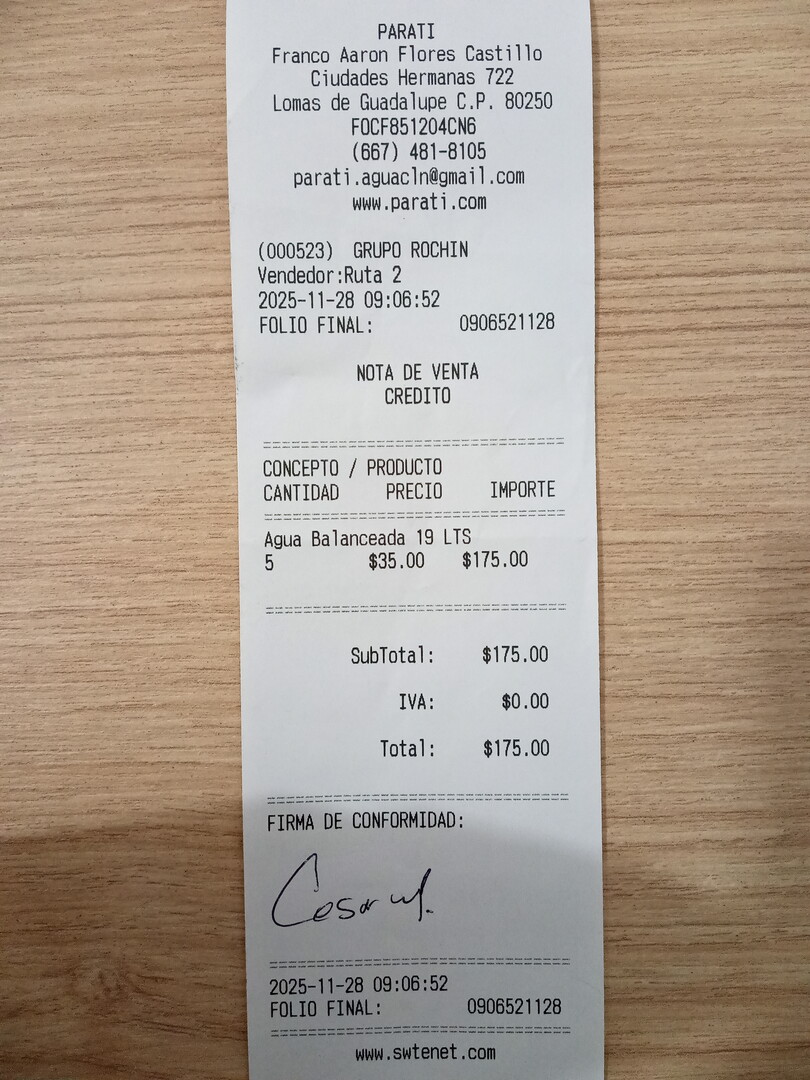 PARATI
Franco Aaron Flores Castillo
Ciudades Hermanas 722
Lomas de Guadalupe C.P. 80250
FOCF851204CN6
(667) 481-8105
parati.aguacln@gmail.com
www.parati.com
(000523) GRUPO ROCHIN
Vendedor:Ruta 2
2025-11-28 09:06:52
FOLIO FINAL: 0906521128
NOTA DE VENTA
CREDITO
CONCEPTO / PRODUCTO
CANTIDAD PRECIO IMPORTE
Agua Balanceada 19 LTS
5 $35.00 $175.00
SubTotal: $175.00
IVA: $0.00
Total: $175.00
FIRMA DE CONFORMIDAD:
Cesar M.
2025-11-28 09:06:52
FOLIO FINAL: 0906521128
www.swtenet.com